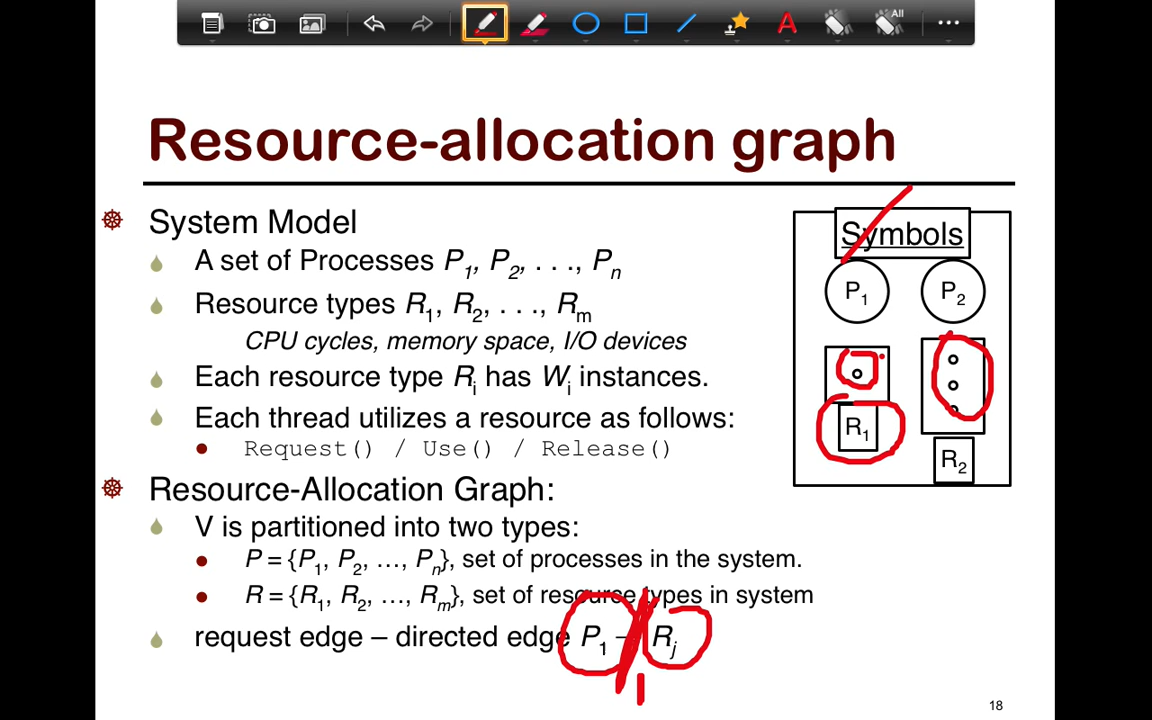 All
A
Resource-allocation graph
System Model
A set of Processes P1, P2, . . ., Pn
Resource types R1, R2, . . ., Rm
CPU cycles, memory space, I/O devices
Each resource type Ri has Wi instances.
Each thread utilizes a resource as follows:
Request() / Use() / Release()
Resource-Allocation Graph:
V is partitioned into two types:
P = {P1, P2, …, Pn}, set of processes in the system.
R = {R1, R2, …, Rm}, set of resource types in system
request edge – directed edge P1 Rj
Symbols
P1
P2
R1
R2
18